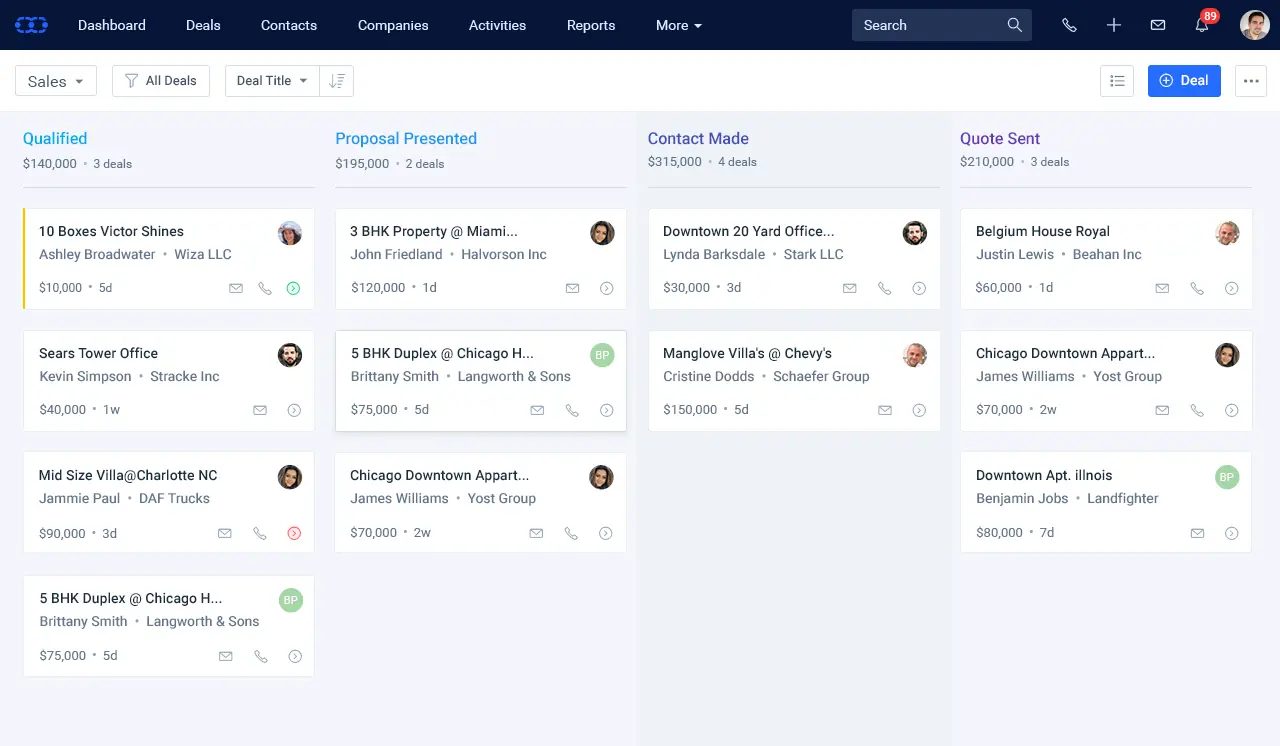 Dashboard Deals Contacts Companies Activities Reports More Search 89
Sales All Deals Deal Title Deal
Qualified
$140,000 • 3 deals
10 Boxes Victor Shines
Ashley Broadwater • Wiza LLC
$10,000 • 5d
Sears Tower Office
Kevin Simpson • Stracke Inc
$40,000 • 1w
Mid Size Villa@Charlotte NC
Jammie Paul • DAF Trucks
$90,000 • 3d
5 BHK Duplex @ Chicago H...
BP
Brittany Smith • Langworth & Sons
$75,000 • 5d
Proposal Presented
$195,000 • 2 deals
3 BHK Property @ Miami...
John Friedland • Halvorson Inc
$120,000 • 1d
5 BHK Duplex @ Chicago H...
BP
Brittany Smith • Langworth & Sons
$75,000 • 5d
Chicago Downtown Appart...
James Williams • Yost Group
$70,000 • 2w
Contact Made
$315,000 • 4 deals
Downtown 20 Yard Office...
Lynda Barksdale • Stark LLC
$30,000 • 3d
Manglove Villa's @ Chevy's
Cristine Dodds • Schaefer Group
$150,000 • 5d
Quote Sent
$210,000 • 3 deals
Belgium House Royal
Justin Lewis • Beahan Inc
$60,000 • 1d
Chicago Downtown Appart...
James Williams • Yost Group
$70,000 • 2w
Downtown Apt. illnois
BP
Benjamin Jobs • Landfighter
$80,000 • 7d